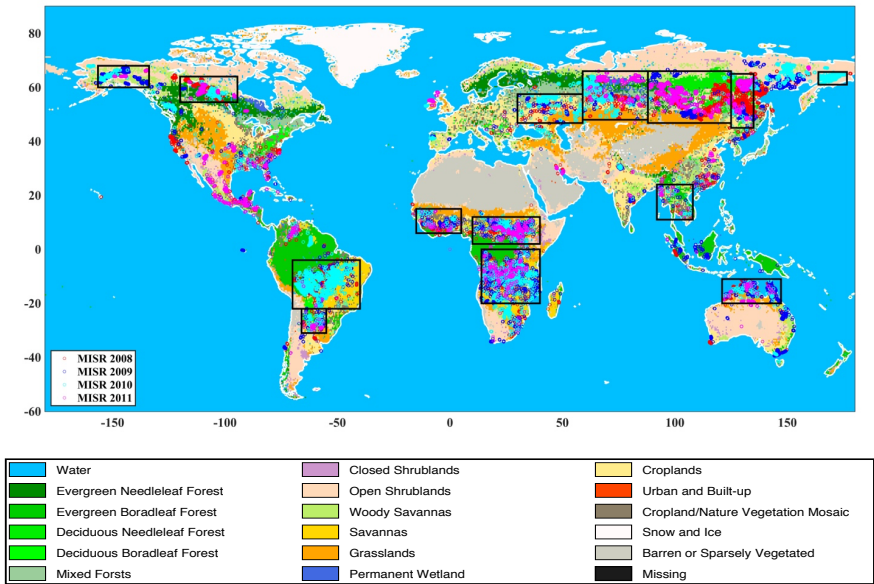 80
60
40
20
0
-20
-40
-60
MISR 2008
MISR 2009
MISR 2010
MISR 2011
-150 -100 -50 0 50 100 150
Water Closed Shrublands Croplands
Evergreen Needleleaf Forest Open Shrublands Urban and Built-up
Evergreen Boradleaf Forest Woody Savannas Cropland/Nature Vegetation Mosaic
Deciduous Needleleaf Forest Savannas Snow and Ice
Deciduous Boradleaf Forest Grasslands Barren or Sparsely Vegetated
Mixed Forsts Permanent Wetland Missing